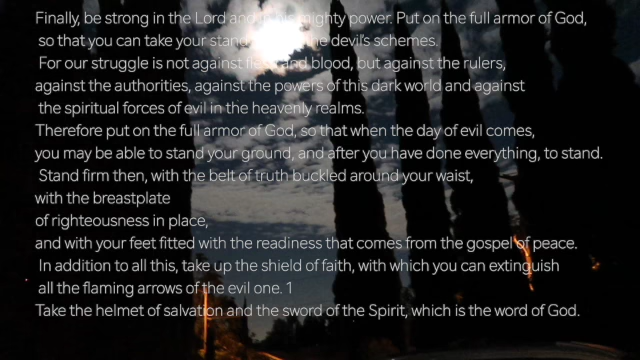 Finally, be strong in the Lord and in his mighty power. Put on the full armor of God,
so that you can take your stand the devil's schemes.
For our struggle is not against flesh and blood, but against the rulers,
against the authorities, against the powers of this dark world and against
the spiritual forces of evil in the heavenly realms.
Therefore put on the full armor of God, so that when the day of evil comes,
you may be able to stand your ground, and after you have done everything, to stand.
Stand firm then, with the belt of truth buckled around your waist,
with the breastplate
of righteousness in place,
and with your feet fitted with the readiness that comes from the gospel of peace.
In addition to all this, take up the shield of faith, with which you can extinguish
all the flaming arrows of the evil one. 1
Take the helmet of salvation and the sword of the Spirit, which is the word of God.